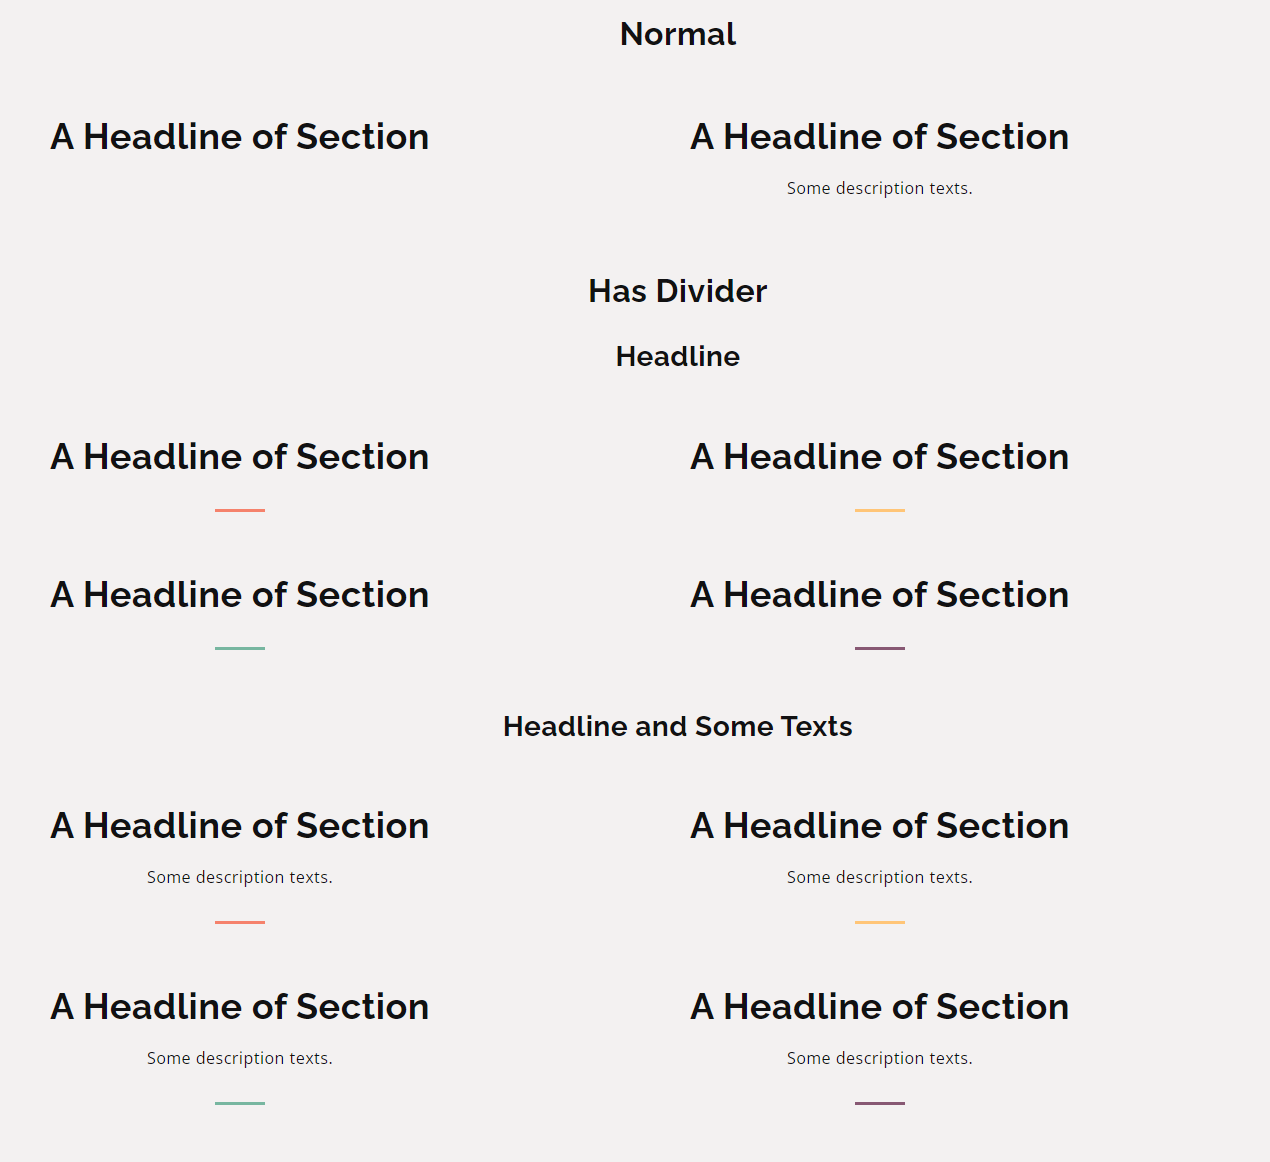 Normal
A Headline of Section
A Headline of Section
Some description texts.
Has Divider
Headline
A Headline of Section
A Headline of Section
A Headline of Section
A Headline of Section
Headline and Some Texts
A Headline of Section
Some description texts.
A Headline of Section
Some description texts.
A Headline of Section
Some description texts.
A Headline of Section
Some description texts.